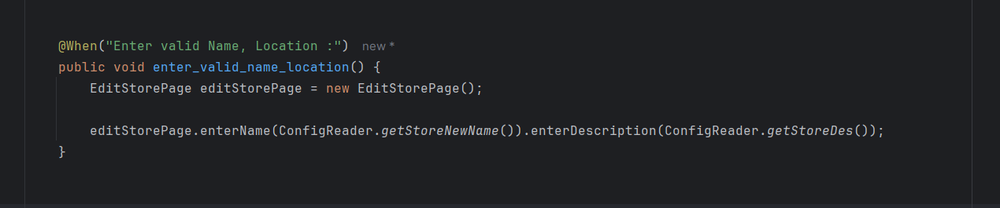 @When("Enter valid Name, Location :") new *
public void enter_valid_name_location() {
    EditStorePage editStorePage = new EditStorePage();
    editStorePage.enterName(ConfigReader.getStoreNewName()).enterDescription(ConfigReader.getStoreDes());
}